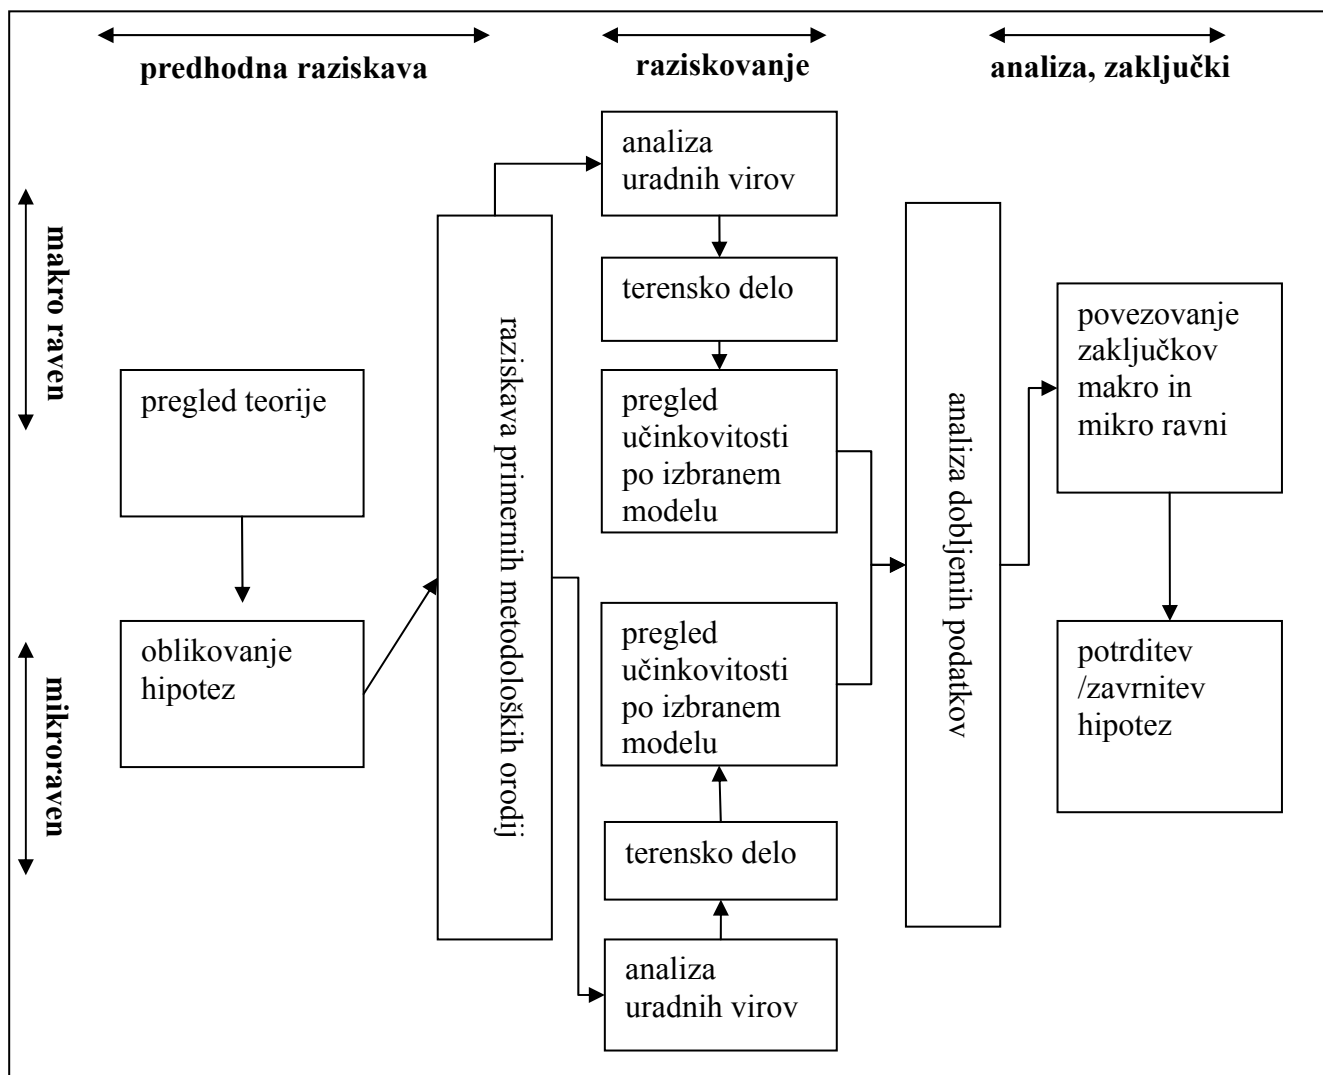 predhodna raziskava
raziskovanje
analiza, zaključki
makro raven
mikroraven
pregled teorije
oblikovanje
hipotez
raziskava primernih metodoloških orodij
analiza
uradnih virov
terensko delo
pregled
učinkovitosti
po izbranem
modelu
pregled
učinkovitosti
po izbranem
modelu
terensko delo
analiza
uradnih virov
analiza dobljenih podatkov
povezovanje
zaključkov
makro in
mikro ravni
potrditev
/zavrnitev
hipotez